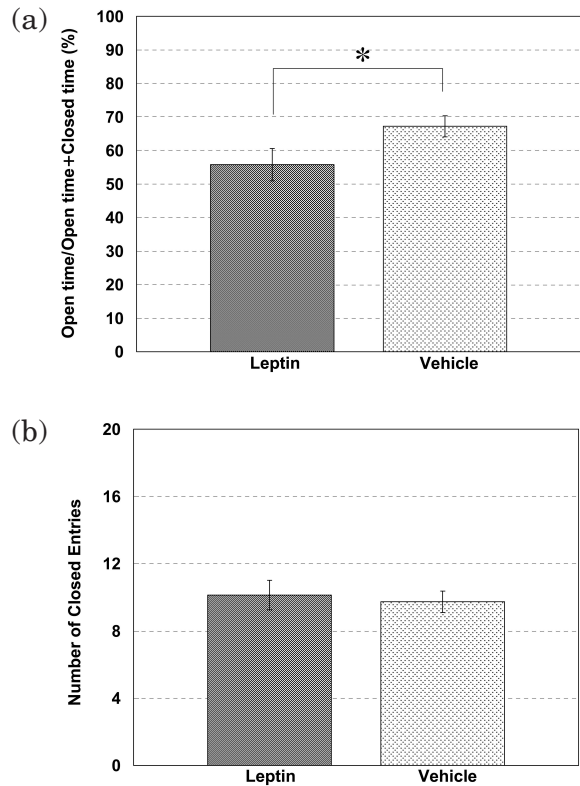 (a)
Open time/Open time+Closed time (%)
100
90
80
70
60
50
40
30
20
10
0
*
Leptin
Vehicle
(b)
Number of Closed Entries
20
16
12
8
4
0
Leptin
Vehicle